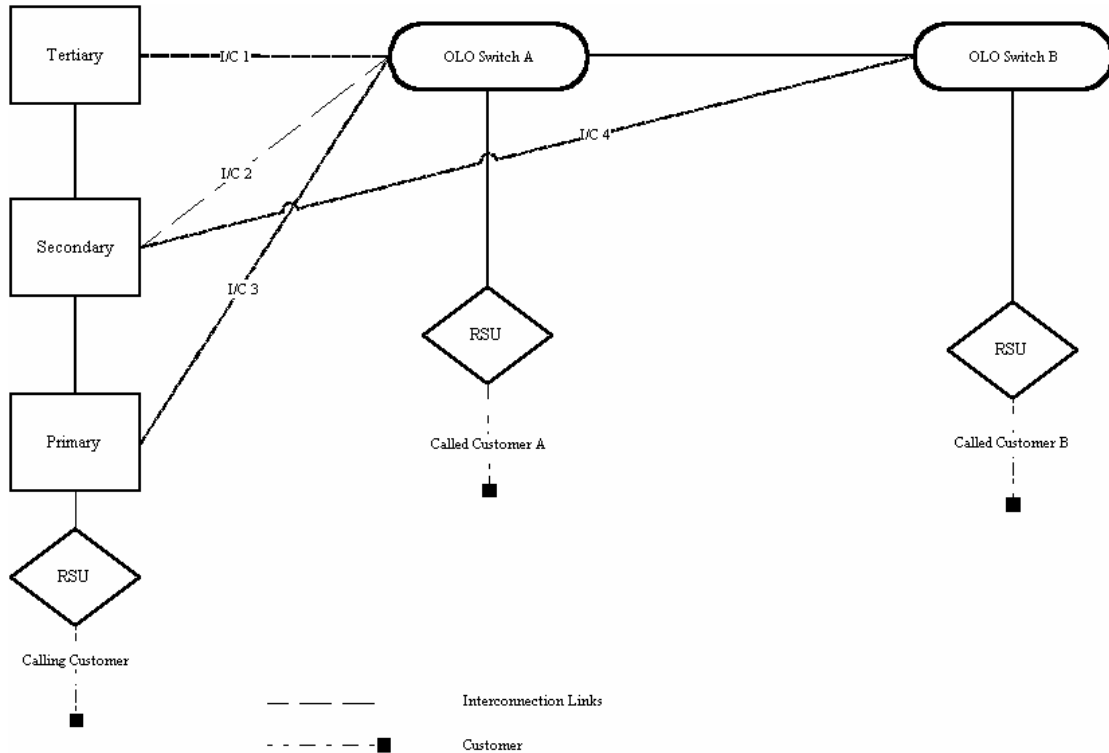 Tertiary
I/C 1
OLO Switch A
OLO Switch B
I/C 4
I/C 2
Secondary
I/C 3
RSU
RSU
Primary
Called Customer A
Called Customer B
RSU
Calling Customer
Interconnection Links
Customer